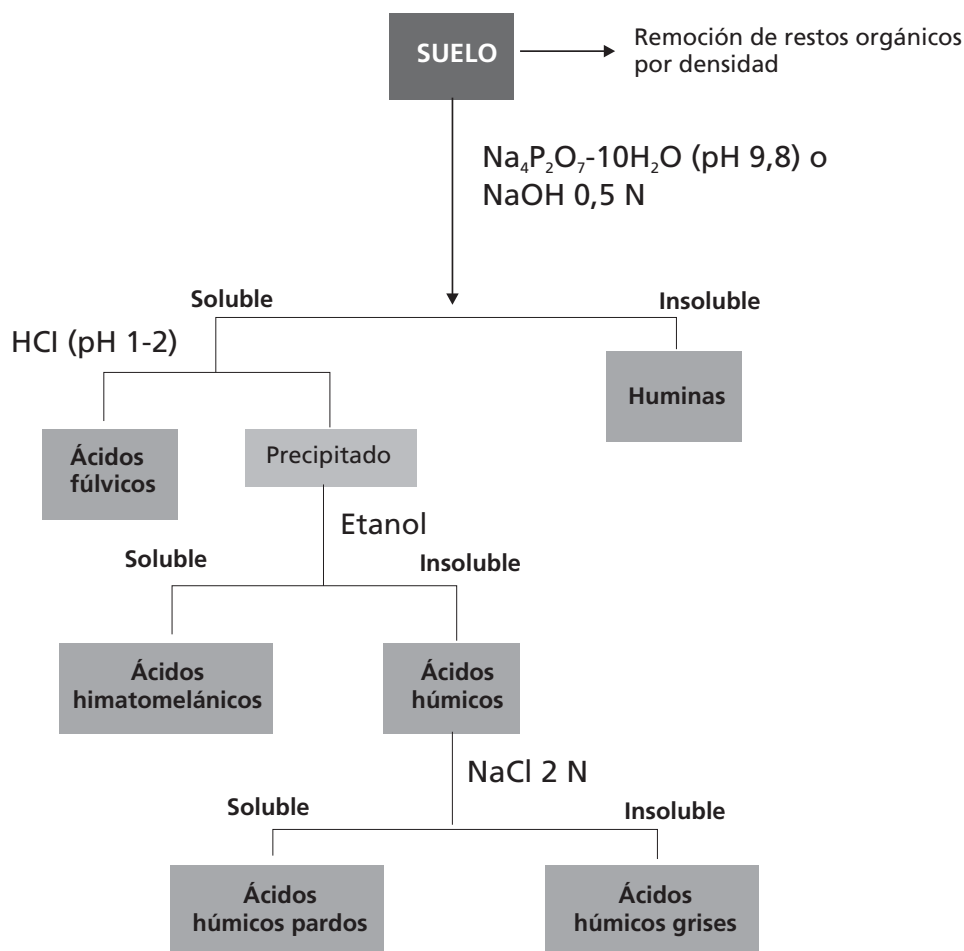 SUELO
Remoción de restos orgánicos
por densidad
Na₄P₂O₇-10H₂O (pH 9,8) o
NaOH 0,5 N
Soluble
Insoluble
HCl (pH 1-2)
Huminas
Ácidos
fúlvicos
Precipitado
Etanol
Soluble
Insoluble
Ácidos
himatomelánicos
Ácidos
húmicos
NaCl 2 N
Soluble
Insoluble
Ácidos
húmicos pardos
Ácidos
húmicos grises